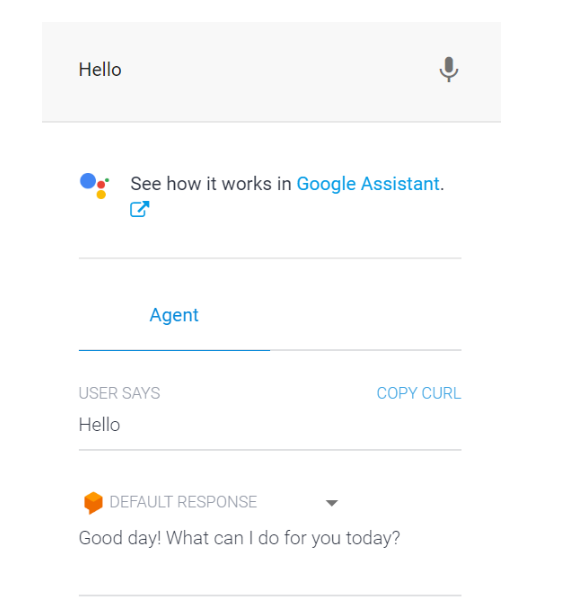 Hello
See how it works in Google Assistant.
Agent
USER SAYS COPY CURL
Hello
DEFAULT RESPONSE
Good day! What can I do for you today?